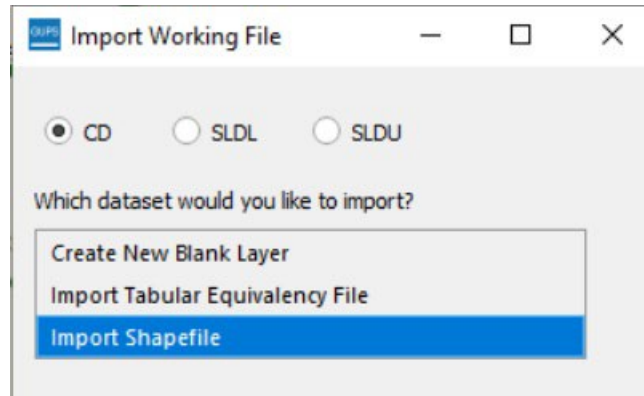 GUPS Import Working File
CD SLDL SLDU
Which dataset would you like to import?
Create New Blank Layer
Import Tabular Equivalency File
Import Shapefile